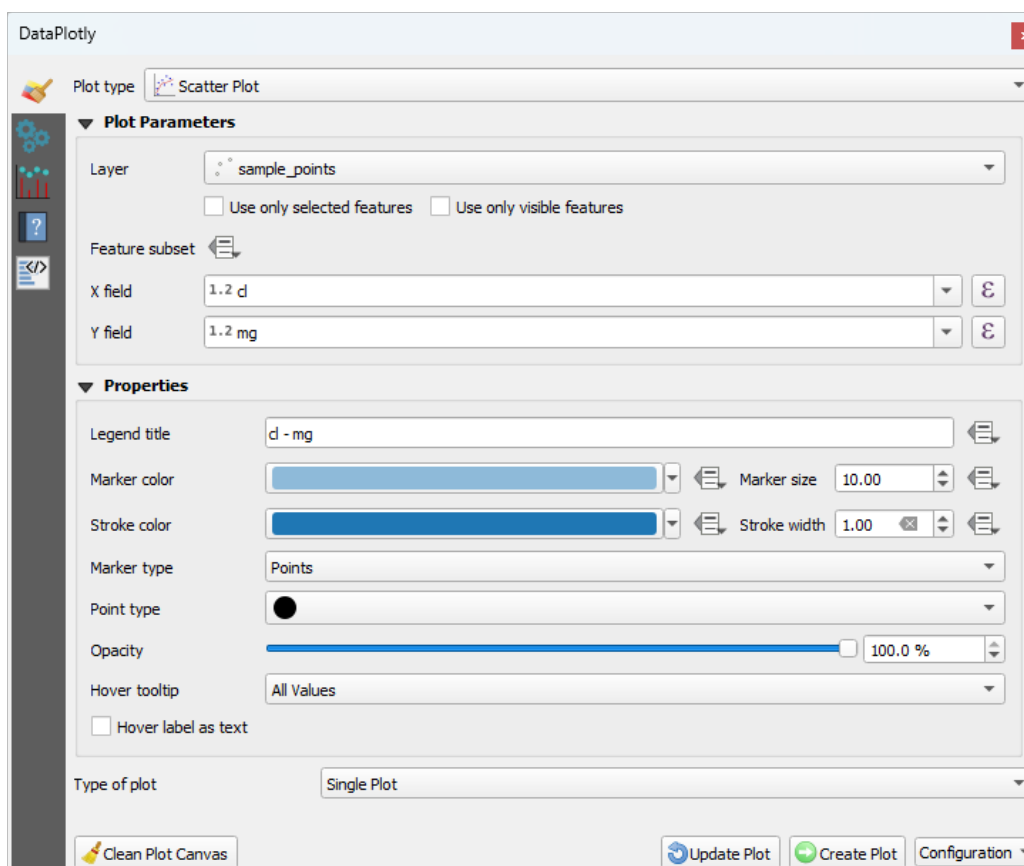 DataPlotly
Plot type Scatter Plot
Plot Parameters
Layer sample_points
Use only selected features Use only visible features
Feature subset
X field 1.2 cl ε
Y field 1.2 mg ε
Properties
Legend title cl - mg
Marker color Marker size 10.00
Stroke color Stroke width 1.00
Marker type Points
Point type
Opacity 100.0 %
Hover tooltip All Values
Hover label as text
Type of plot Single Plot
Clean Plot Canvas Update Plot Create Plot Configuration